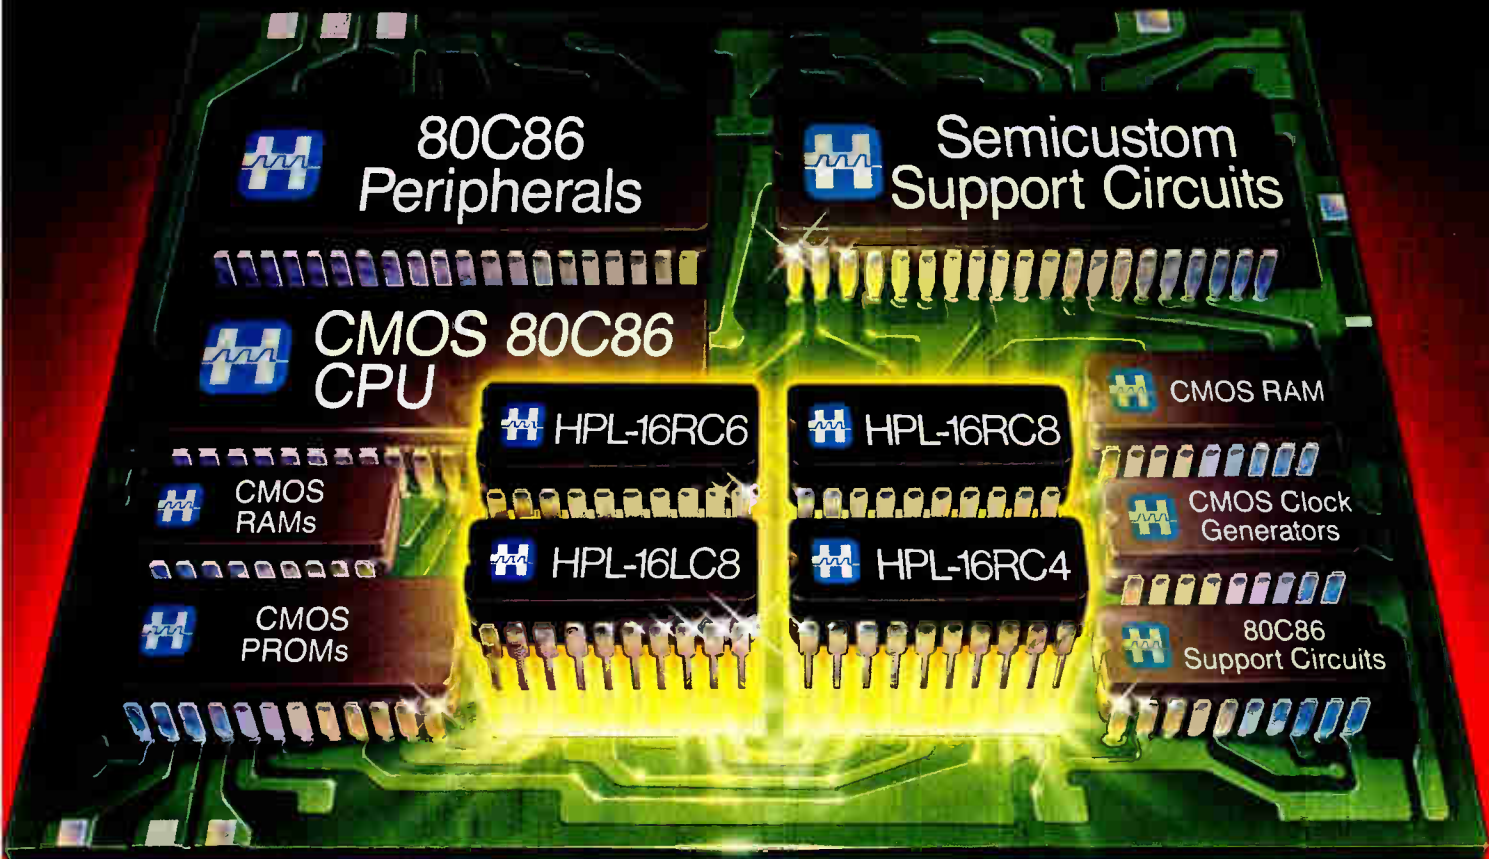 80C86
Peripherals
Semicustom
Support Circuits
CMOS 80C86
CPU
HPL-16RC6
HPL-16RC8
CMOS RAM
CMOS
RAMs
CMOS Clock
Generators
HPL-16LC8
HPL-16RC4
CMOS
PROMs
80C86
Support Circuits